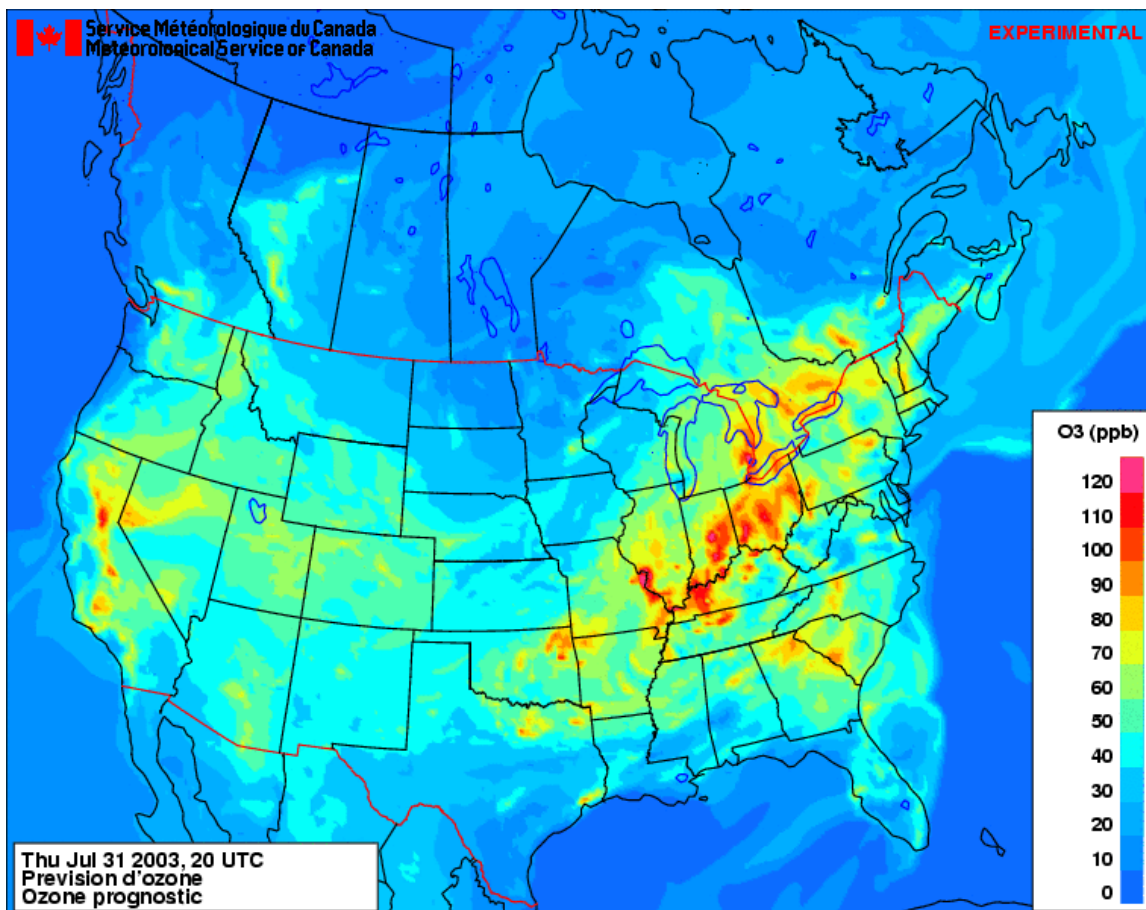 Service Météorologique du Canada
Meteorological Service of Canada
EXPERIMENTAL
O3 (ppb)
120
110
100
90
80
70
60
50
40
30
20
10
0
Thu Jul 31 2003, 20 UTC
Prevision d'ozone
Ozone prognostic